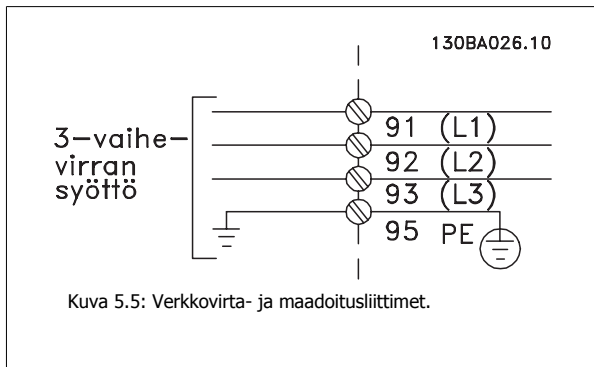 130BA026.10
3-vaihe-
virran
syöttö
91 (L1)
92 (L2)
93 (L3)
95 PE
Kuva 5.5: Verkkovirta- ja maadoitusliittimet.